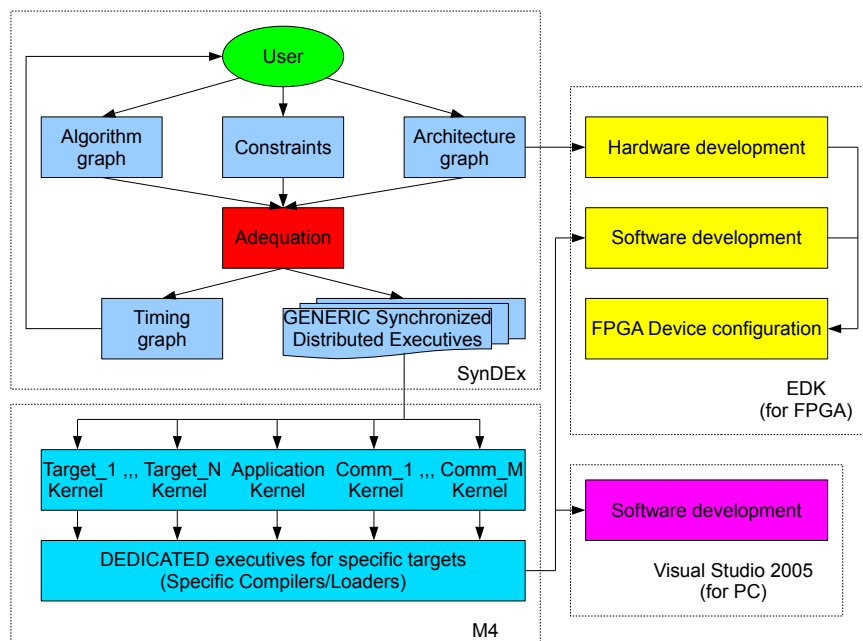 User
Algorithm
graph
Constraints
Architecture
graph
Adequation
Timing
graph
GENERIC Synchronized
Distributed Executives
SynDEx
Hardware development
Software development
FPGA Device configuration
EDK
(for FPGA)
Target_1 ,,, Target_N Application Comm_1 ,,, Comm_M
Kernel Kernel Kernel Kernel Kernel
DEDICATED executives for specific targets
(Specific Compilers/Loaders)
M4
Software development
Visual Studio 2005
(for PC)